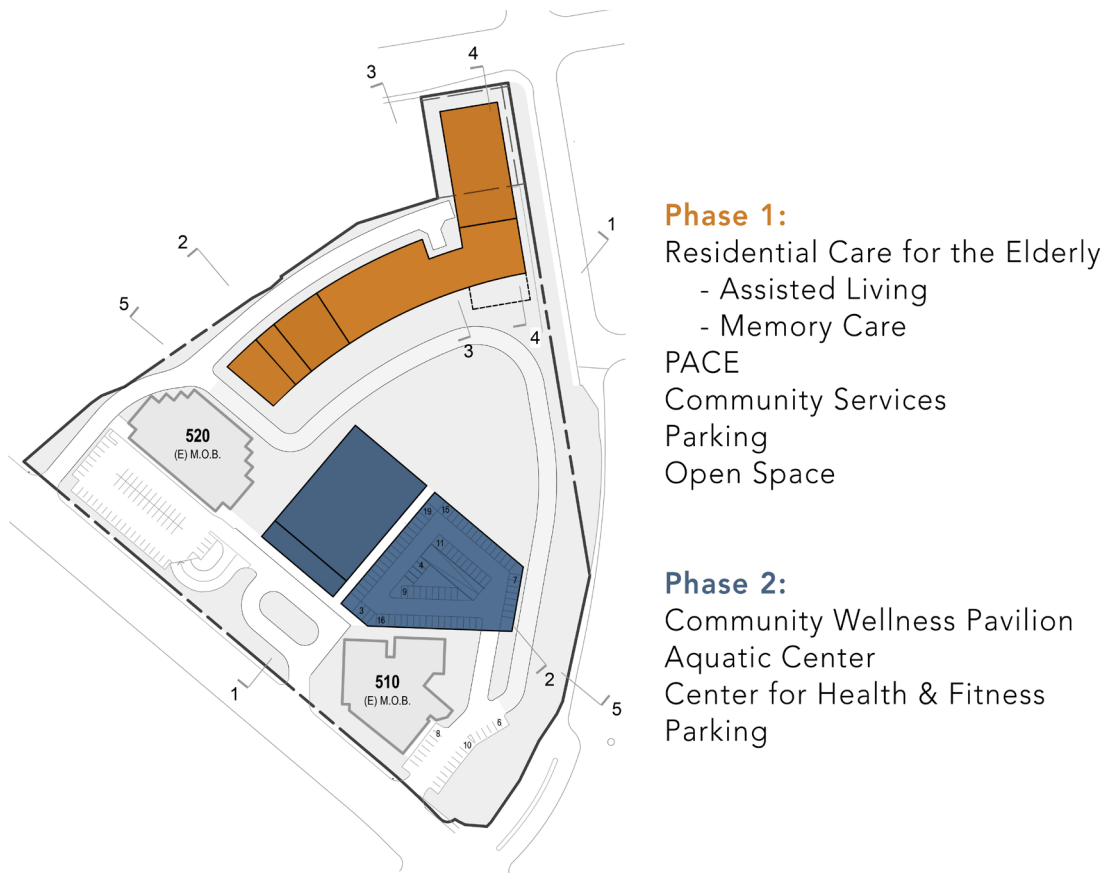 4
3
1
2
5
3
4
520
(E) M.O.B.
19
15
11
4
7
9
3
16
510
(E) M.O.B.
2
1
5
6
8
10
Phase 1:
Residential Care for the Elderly
- Assisted Living
- Memory Care
PACE
Community Services
Parking
Open Space
Phase 2:
Community Wellness Pavilion
Aquatic Center
Center for Health & Fitness
Parking